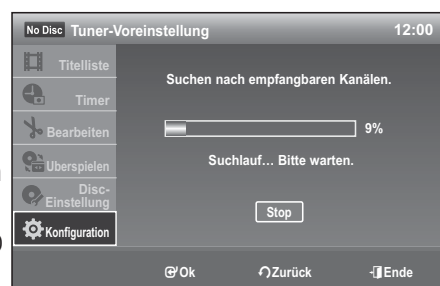 No Disc Tuner-Voreinstellung 12:00
Titelliste
Timer
Bearbeiten
Uberspielen
Disc-
Einstellung
Konfiguration
Suchen nach empfangbaren Kanälen.
9%
Suchlauf... Bitte warten.
Stop
Ok Zurück Ende